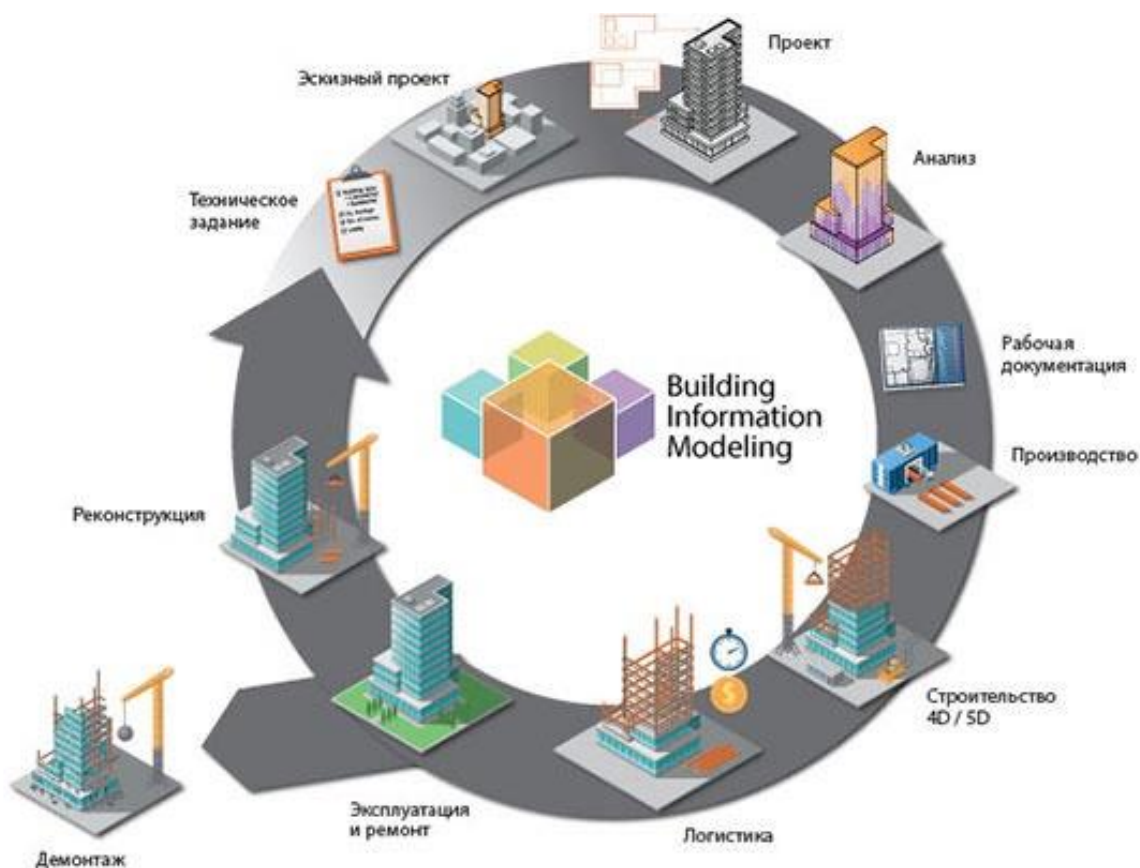 Проект
Эскизный проект
Анализ
Техническое
задание
Рабочая
документация
Building
Information
Modeling
Производство
Реконструкция
Строительство
4D / 5D
Эксплуатация
и ремонт
Логистика
Демонтаж